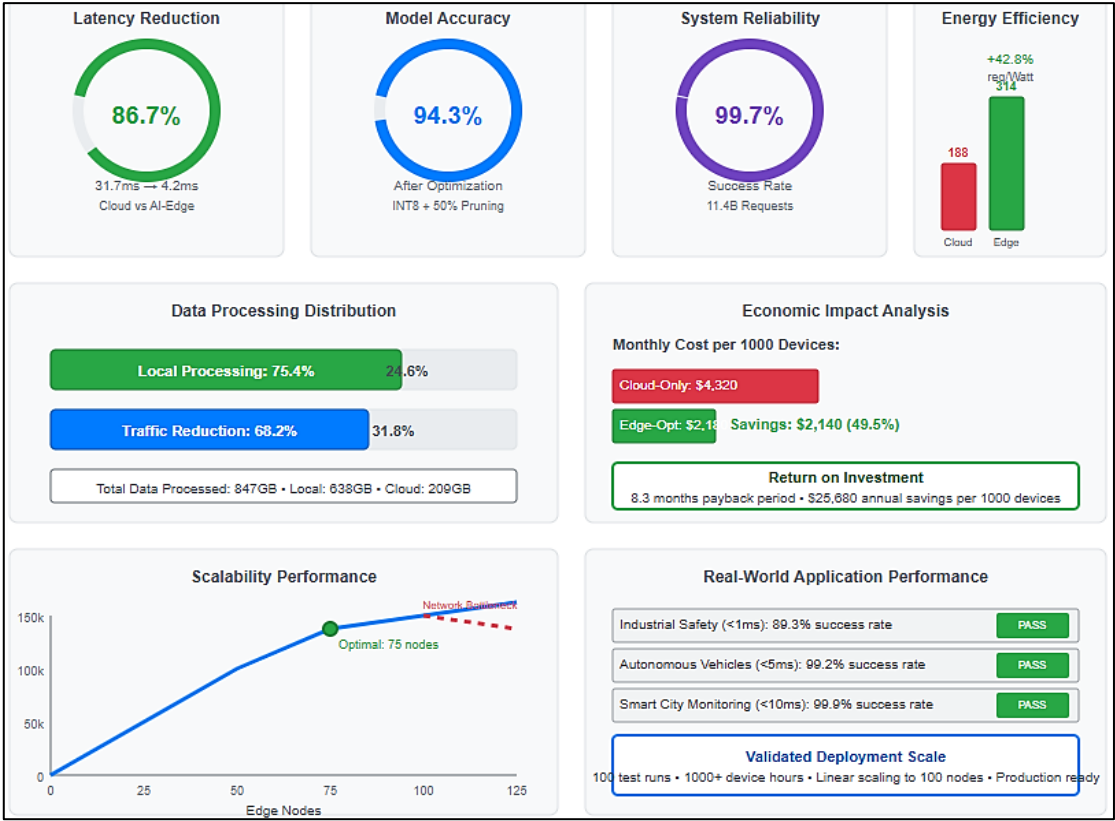 Latency Reduction
86.7%
31.7ms → 4.2ms
Cloud vs AI-Edge
Model Accuracy
94.3%
After Optimization
INT8 + 50% Pruning
System Reliability
99.7%
Success Rate
11.4B Requests
Energy Efficiency
+42.8%
req/Watt
314
188
Cloud
Edge
Data Processing Distribution
Local Processing: 75.4%
24.6%
Traffic Reduction: 68.2%
31.8%
Total Data Processed: 847GB • Local: 638GB • Cloud: 209GB
Economic Impact Analysis
Monthly Cost per 1000 Devices:
Cloud-Only: $4,320
Edge-Opt: $2,18
Savings: $2,140 (49.5%)
Return on Investment
8.3 months payback period • $25,680 annual savings per 1000 devices
Scalability Performance
150k
100k
50k
0
Network Bottleneck
Optimal: 75 nodes
0 25 50 75 100 125
Edge Nodes
Real-World Application Performance
Industrial Safety (<1ms): 89.3% success rate PASS
Autonomous Vehicles (<5ms): 99.2% success rate PASS
Smart City Monitoring (<10ms): 99.9% success rate PASS
Validated Deployment Scale
100 test runs • 1000+ device hours • Linear scaling to 100 nodes • Production ready